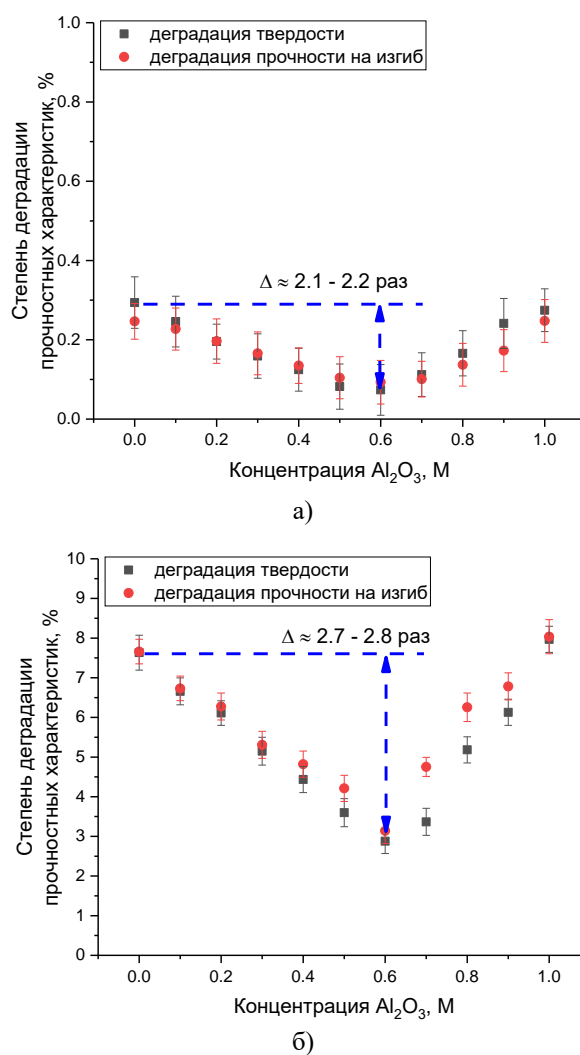 деградация твердости
деградация прочности на изгиб
Степень деградации
прочностных характеристик, %
1.0
0.8
0.6
0.4
0.2
0.0
Δ ≈ 2.1 - 2.2 раз
0.0 0.2 0.4 0.6 0.8 1.0
Концентрация Al₂O₃, М
а)
деградация твердости
деградация прочности на изгиб
Степень деградации
прочностных характеристик, %
10
9
8
7
6
5
4
3
2
1
0
Δ ≈ 2.7 - 2.8 раз
0.0 0.2 0.4 0.6 0.8 1.0
Концентрация Al₂O₃, М
б)